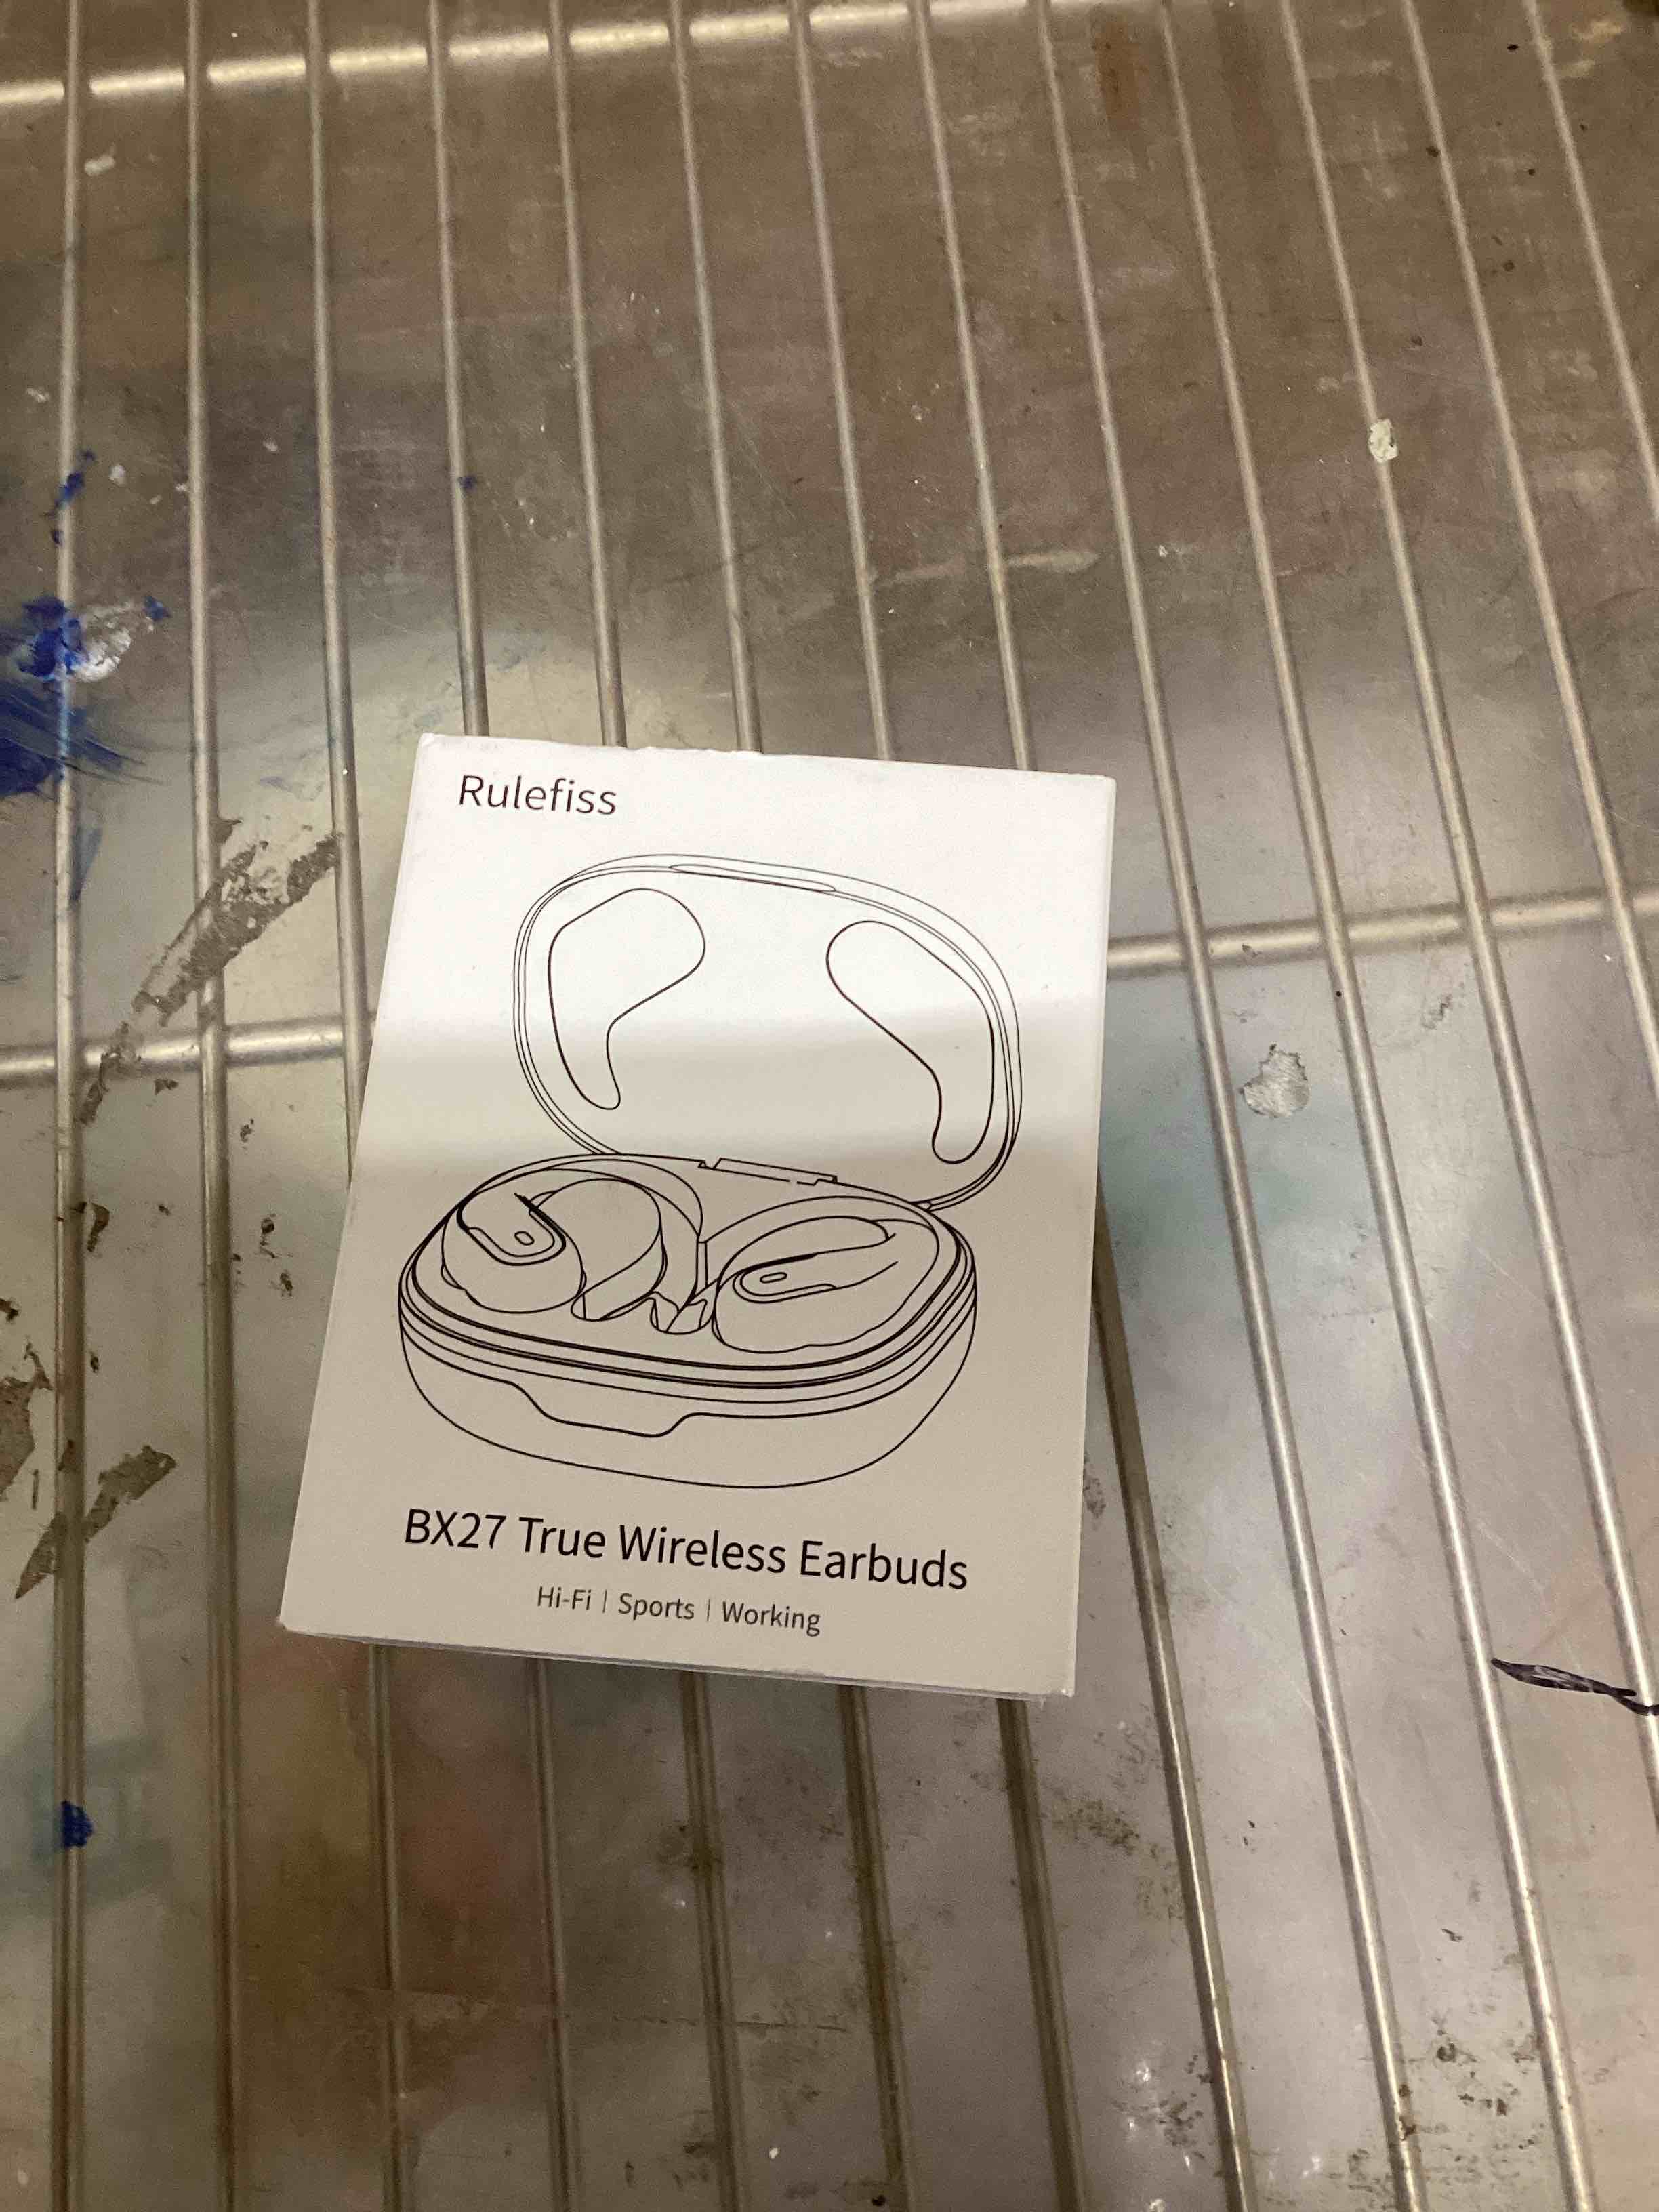 Rulefiss
BX27 True Wireless Earbuds
Hi-Fi | Sports | Working